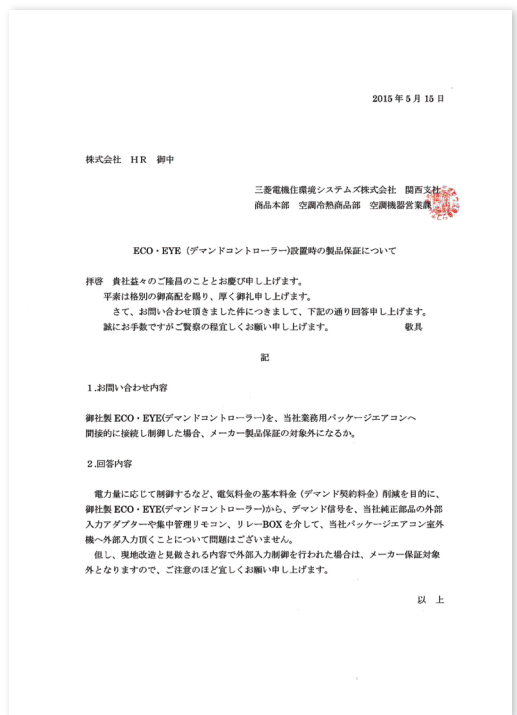 2015年5月15日
株式会社　HR　御中
三菱電機住環境システムズ株式会社　関西支社
商品本部　空調冷熱商品部　空調機器営業課
ECO・EYE（デマンドコントローラー)設置時の製品保証について
拝啓　貴社益々のご隆昌のこととお慶び申し上げます。
平素は格別の御高配を賜り、厚く御礼申し上げます。
さて、お問い合わせ頂きました件につきまして、下記の通り回答申し上げます。
誠にお手数ですがご賢察の程宜しくお願い申し上げます。　敬具
記
１.お問い合わせ内容
御社製ECO・EYE(デマンドコントローラー)を、当社業務用パッケージエアコンへ
間接的に接続し制御した場合、メーカー製品保証の対象外になるか。
２.回答内容
電力量に応じて制御するなど、電気料金の基本料金（デマンド契約料金）削減を目的に、
御社製ECO・EYE(デマンドコントローラー)から、デマンド信号を、当社純正部品の外部
入力アダプターや集中管理リモコン、リレーBOXを介して、当社パッケージエアコン室外
機へ外部入力頂くことについて問題はございません。
但し、現地改造と見做される内容で外部入力制御を行われた場合は、メーカー保証対象
外となりますので、ご注意のほど宜しくお願い申し上げます。
以　上